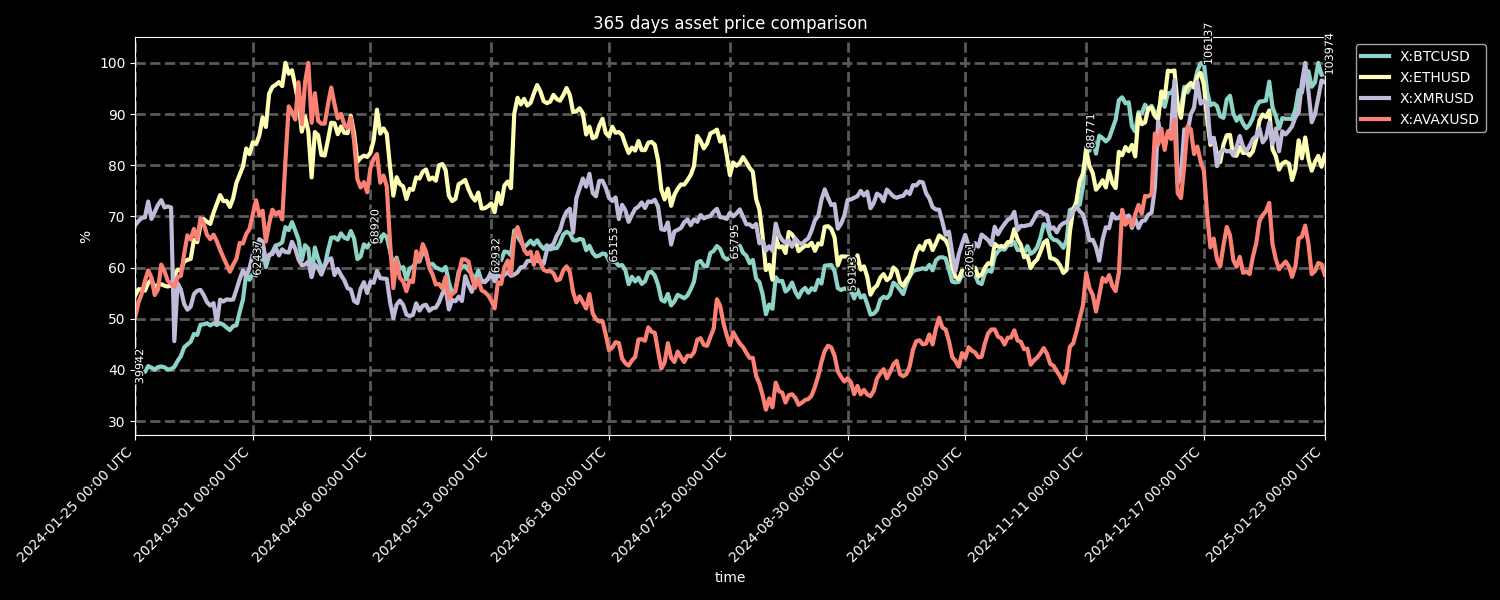 365 days asset price comparison
X:BTCUSD
X:ETHUSD
X:XMRUSD
X:AVAXUSD
%
100
90
80
70
60
50
40
30
39942
62437
68920
62932
65153
65795
59113
62051
88771
106137
103974
2024-01-25 00:00 UTC
2024-03-01 00:00 UTC
2024-04-06 00:00 UTC
2024-05-13 00:00 UTC
2024-06-18 00:00 UTC
2024-07-25 00:00 UTC
2024-08-30 00:00 UTC
2024-10-05 00:00 UTC
2024-11-11 00:00 UTC
2024-12-17 00:00 UTC
2025-01-23 00:00 UTC
time